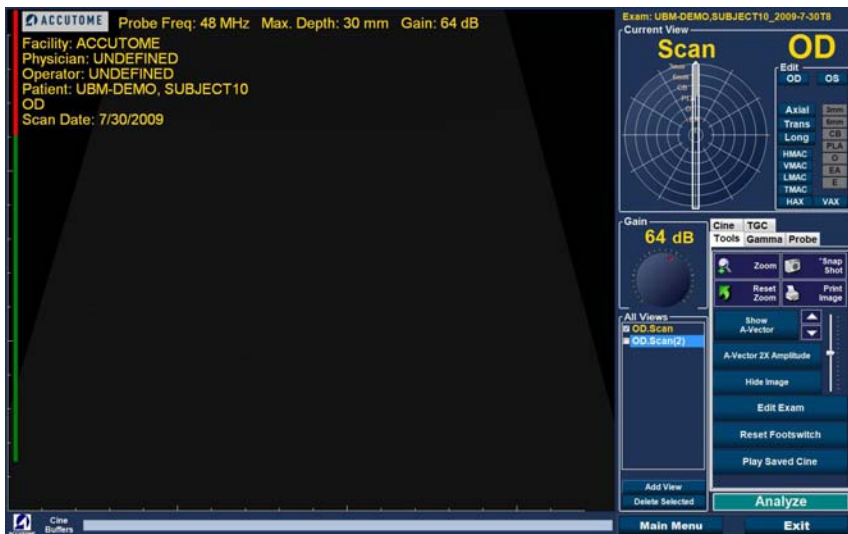 ACCUTOME Probe Freq: 48 MHz Max. Depth: 30 mm Gain: 64 dB
Facility: ACCUTOME
Physician: UNDEFINED
Operator: UNDEFINED
Patient: UBM-DEMO, SUBJECT10
OD
Scan Date: 7/30/2009
Exam: UBM-DEMO,SUBJECT10_2009-7-30T8
Current View
Scan OD
6mm
CB
Edit
OD OS
Axial 3mm
Trans 6mm
Long CB
PLA
HMAC O
VMAC EA
LMAC E
TMAC
HAX VAX
Gain
64 dB
Cine TGC
Tools Gamma Probe
Zoom "Snap Shot
Reset Zoom Print Image
Show A-Vector
A-Vector 2X Amplitude
Hide Image
Edit Exam
Reset Footswitch
Play Saved Cine
All Views
OD.Scan
OD.Scan(2)
Add View
Delete Selected
Analyze
Cine Buffers
Main Menu Exit